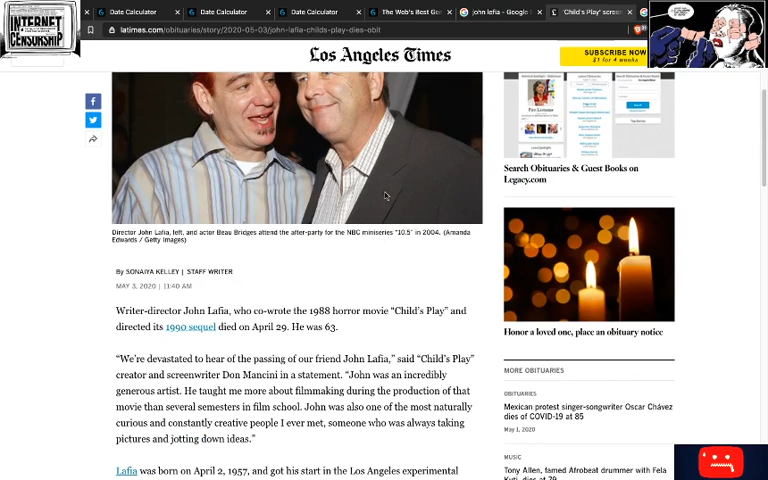 INTERNET
CENSORSHIP
Date Calculator
Date Calculator
Date Calculator
The Web's Best Gen
john lafia - Google
'Child's Play' screen
latimes.com/obituaries/story/2020-05-03/john-lafia-childs-play-dies-obit
Los Angeles Times
SUBSCRIBE NOW
$1 for 4 weeks
Director John Lafia, left, and actor Beau Bridges attend the after-party for the NBC miniseries "10.5" in 2004. (Amanda
Edwards / Getty Images)
By SONAIYA KELLEY | STAFF WRITER
MAY 3, 2020 | 11:40 AM
Writer-director John Lafia, who co-wrote the 1988 horror movie “Child’s Play” and
directed its 1990 sequel died on April 29. He was 63.
“We’re devastated to hear of the passing of our friend John Lafia,” said “Child’s Play”
creator and screenwriter Don Mancini in a statement. “John was an incredibly
generous artist. He taught me more about filmmaking during the production of that
movie than several semesters in film school. John was also one of the most naturally
curious and constantly creative people I ever met, someone who was always taking
pictures and jotting down ideas.”
Lafia was born on April 2, 1957, and got his start in the Los Angeles experimental
Search Obituaries & Guest Books on
Legacy.com
Honor a loved one, place an obituary notice
MORE OBITUARIES
OBITUARIES
Mexican protest singer-songwriter Oscar Chávez
dies of COVID-19 at 85
May 1, 2020
MUSIC
Tony Allen, famed Afrobeat drummer with Fela
Kuti, dies at 79